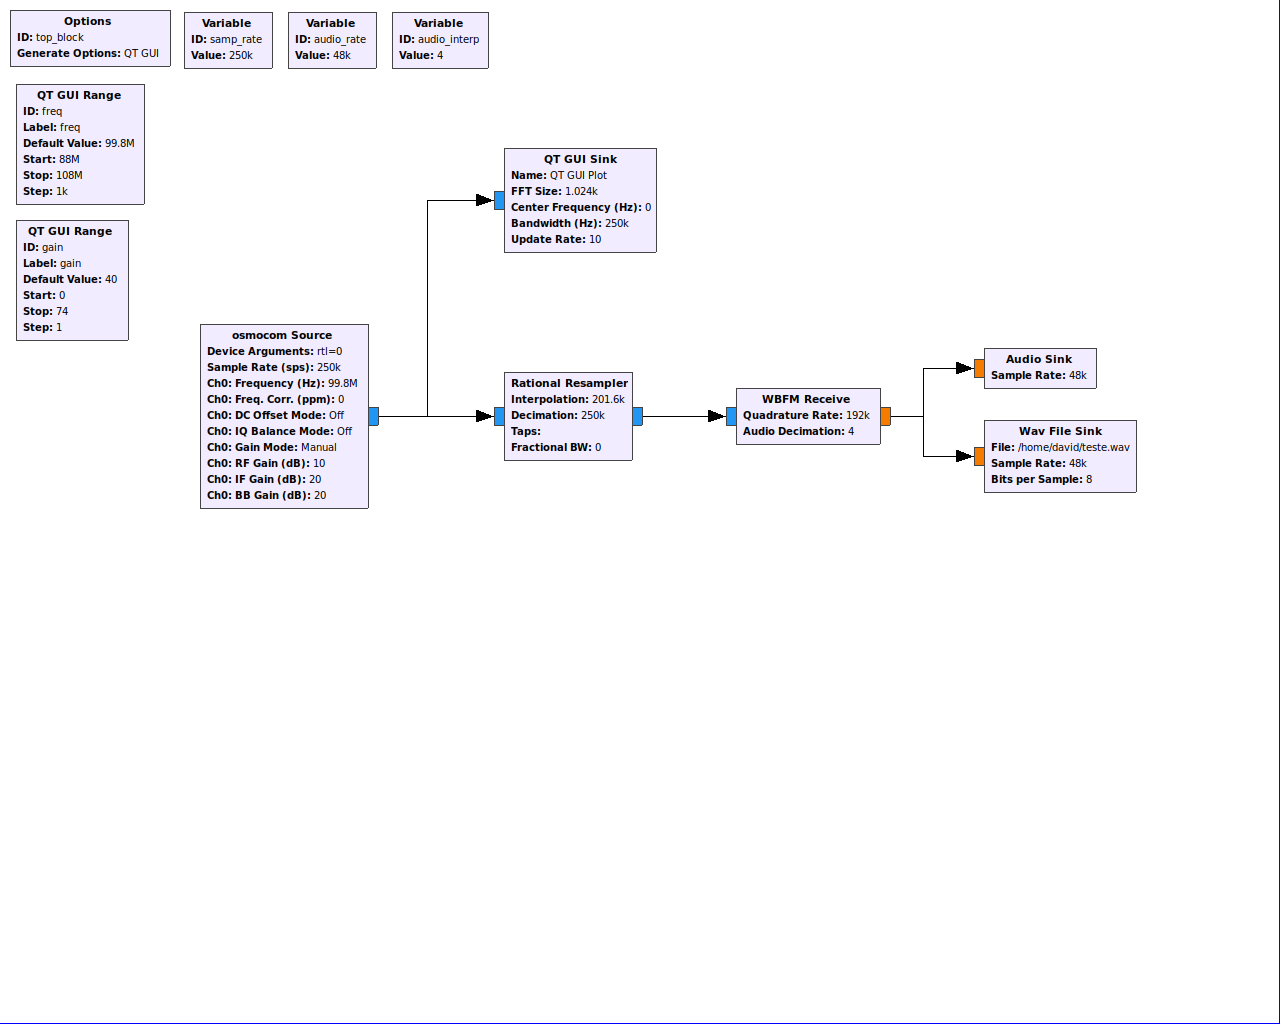 Options
ID: top_block
Generate Options: QT GUI
Variable
ID: samp_rate
Value: 250k
Variable
ID: audio_rate
Value: 48k
Variable
ID: audio_interp
Value: 4
QT GUI Range
ID: freq
Label: freq
Default Value: 99.8M
Start: 88M
Stop: 108M
Step: 1k
QT GUI Range
ID: gain
Label: gain
Default Value: 40
Start: 0
Stop: 74
Step: 1
osmocom Source
Device Arguments: rtl=0
Sample Rate (sps): 250k
Ch0: Frequency (Hz): 99.8M
Ch0: Freq. Corr. (ppm): 0
Ch0: DC Offset Mode: Off
Ch0: IQ Balance Mode: Off
Ch0: Gain Mode: Manual
Ch0: RF Gain (dB): 10
Ch0: IF Gain (dB): 20
Ch0: BB Gain (dB): 20
QT GUI Sink
Name: QT GUI Plot
FFT Size: 1.024k
Center Frequency (Hz): 0
Bandwidth (Hz): 250k
Update Rate: 10
Rational Resampler
Interpolation: 201.6k
Decimation: 250k
Taps:
Fractional BW: 0
WBFM Receive
Quadrature Rate: 192k
Audio Decimation: 4
Audio Sink
Sample Rate: 48k
Wav File Sink
File: /home/david/teste.wav
Sample Rate: 48k
Bits per Sample: 8